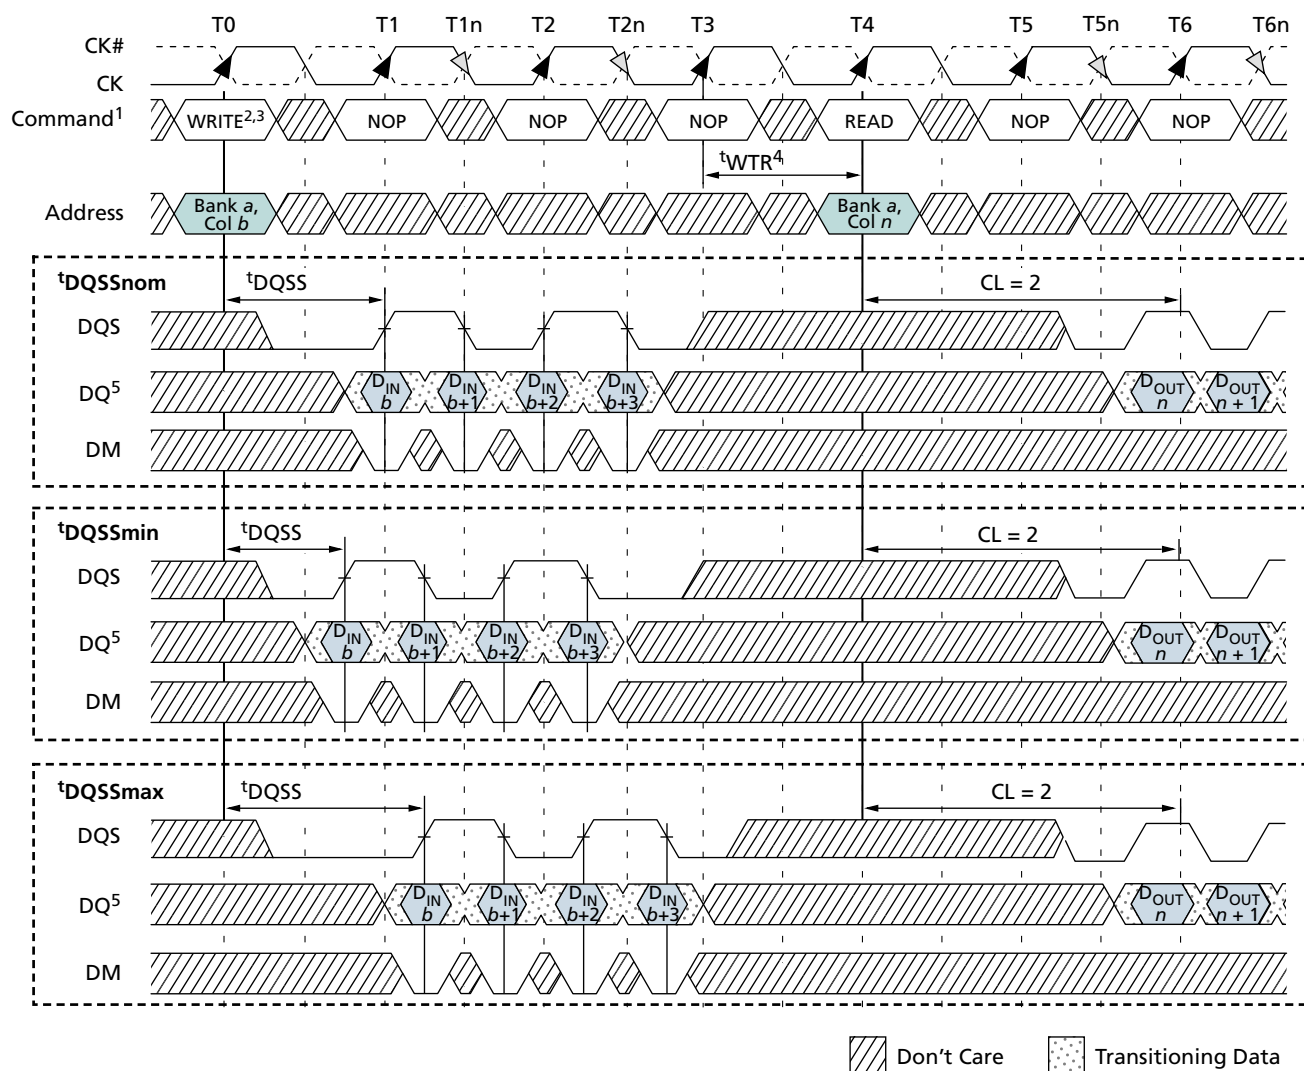 T0 T1 T1n T2 T2n T3 T4 T5 T5n T6 T6n
CK#
CK
Command1 WRITE2,3 NOP NOP NOP READ NOP NOP
tWTR4
Address Bank a, Col b Bank a, Col n
tDQSSnom tDQSS CL = 2
DQS
DQ5 DIN b DIN b+1 DIN b+2 DIN b+3 DOUT n DOUT n + 1
DM
tDQSSmin tDQSS CL = 2
DQS
DQ5 DIN b DIN b+1 DIN b+2 DIN b+3 DOUT n DOUT n + 1
DM
tDQSSmax tDQSS CL = 2
DQS
DQ5 DIN b DIN b+1 DIN b+2 DIN b+3 DOUT n DOUT n + 1
DM
Don't Care Transitioning Data